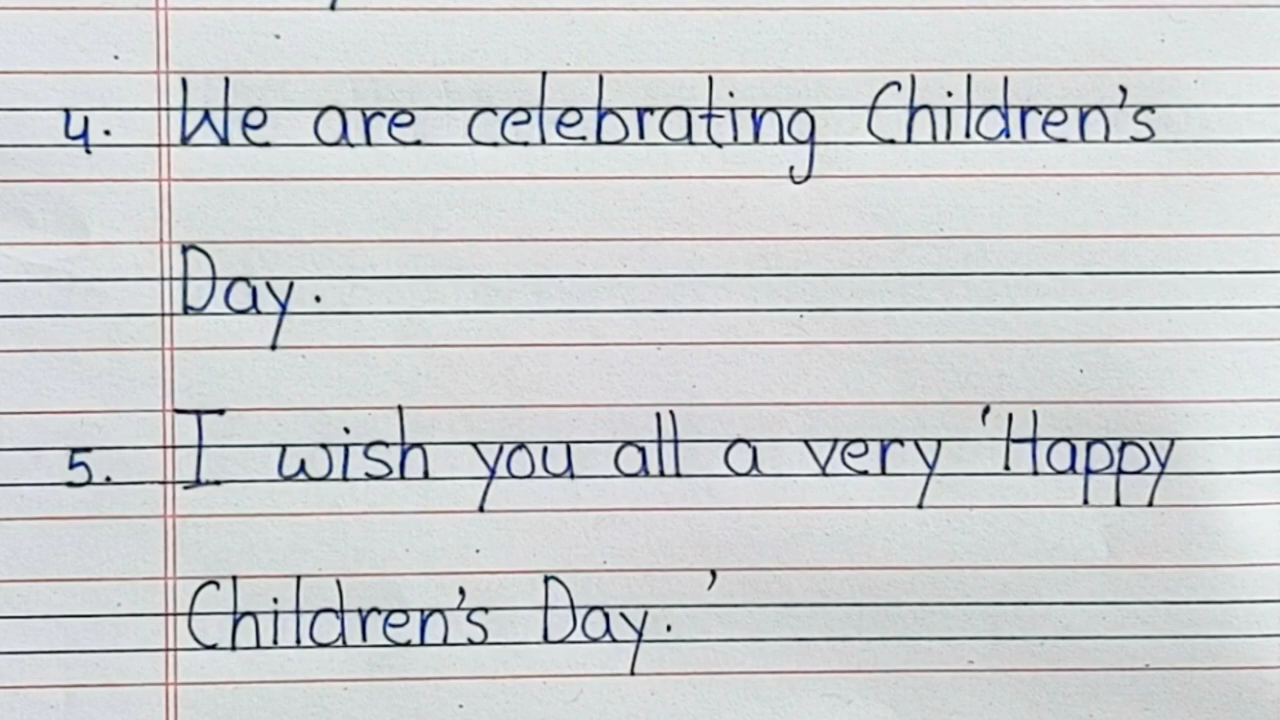 4. We are celebrating Children's
Day.
5. I wish you all a very 'Happy
Children's Day.'